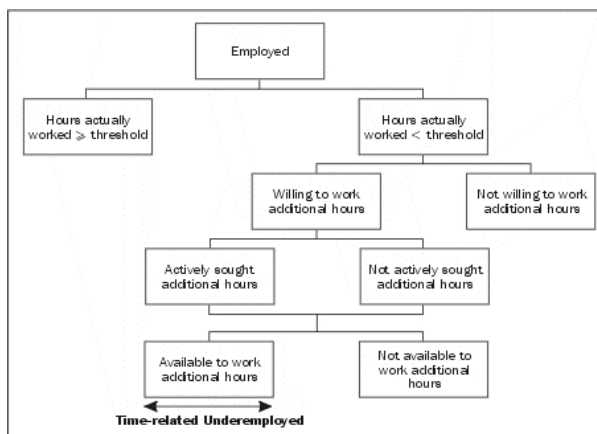 Employed
Hours actually
worked ⩾ threshold
Hours actually
worked < threshold
Willing to work
additional hours
Not willing to work
additional hours
Actively sought
additional hours
Not actively sought
additional hours
Available to work
additional hours
Not available to
work additional
hours
Time-related Underemployed